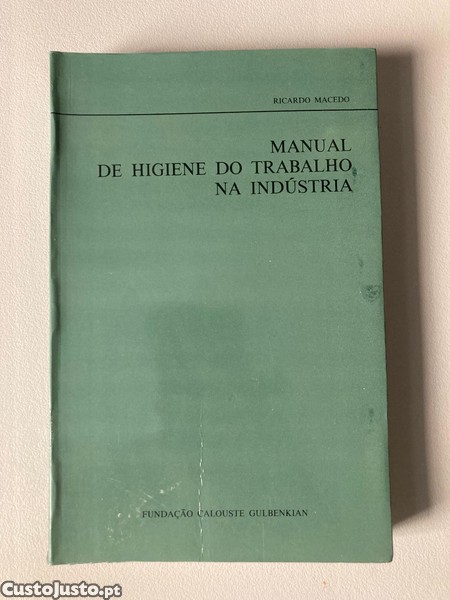 RICARDO MACEDO
MANUAL
DE HIGIENE DO TRABALHO
NA INDÚSTRIA
FUNDAÇÃO CALOUSTE GULBENKIAN
CustoJusto.pt